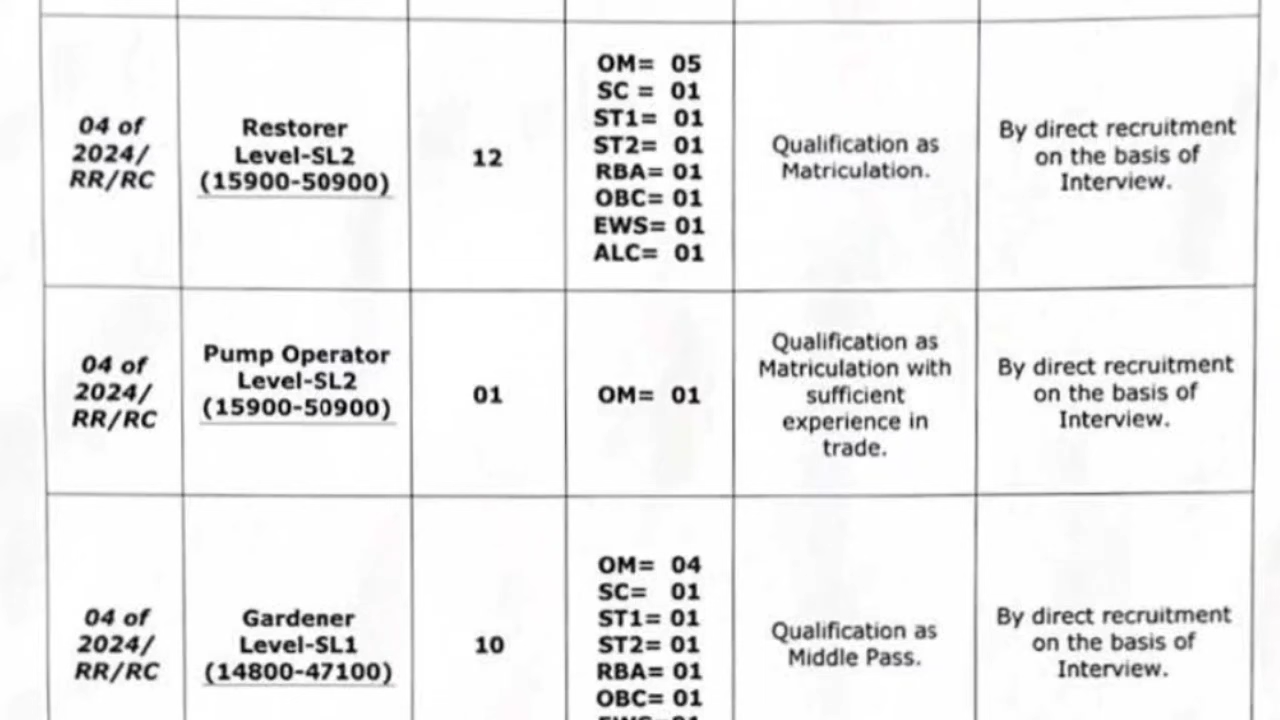 04 of
2024/
RR/RC
Restorer
Level-SL2
(15900-50900)
12
OM= 05
SC = 01
ST1= 01
ST2= 01
RBA= 01
OBC= 01
EWS= 01
ALC= 01
Qualification as
Matriculation.
By direct recruitment
on the basis of
Interview.
04 of
2024/
RR/RC
Pump Operator
Level-SL2
(15900-50900)
01
OM= 01
Qualification as
Matriculation with
sufficient
experience in
trade.
By direct recruitment
on the basis of
Interview.
04 of
2024/
RR/RC
Gardener
Level-SL1
(14800-47100)
10
OM= 04
SC= 01
ST1= 01
ST2= 01
RBA= 01
OBC= 01
EWS=01
Qualification as
Middle Pass.
By direct recruitment
on the basis of
Interview.